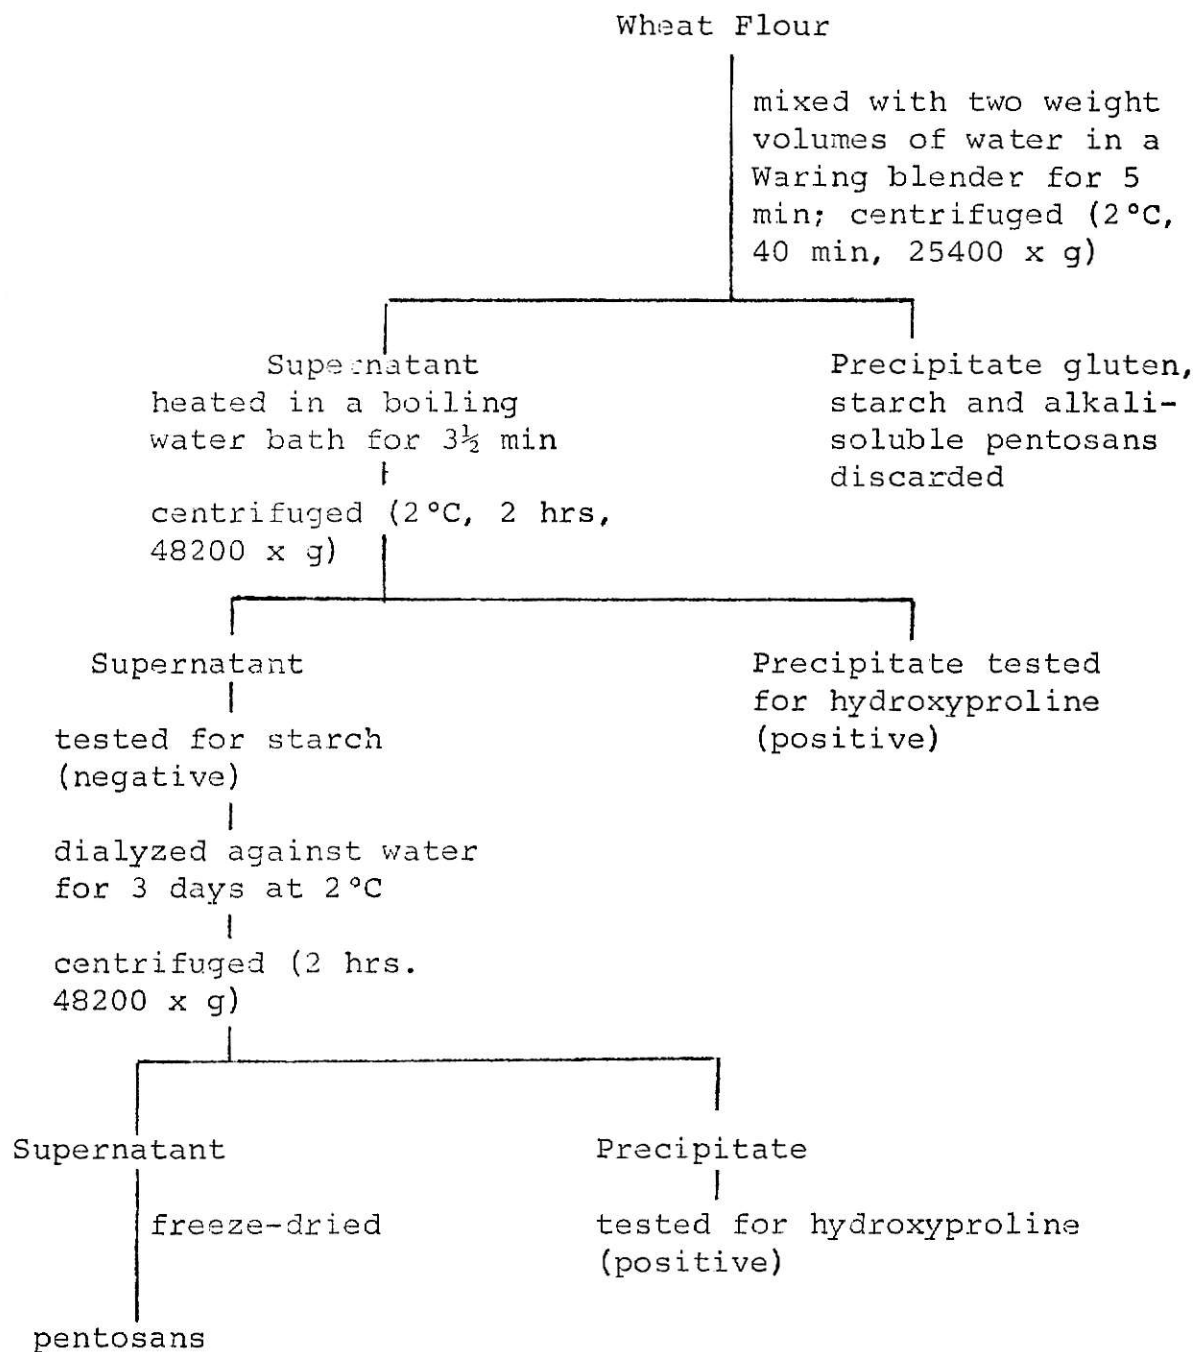 Wheat Flour
mixed with two weight
volumes of water in a
Waring blender for 5
min; centrifuged (2°C,
40 min, 25400 x g)
Supernatant
heated in a boiling
water bath for 3½ min
centrifuged (2°C, 2 hrs,
48200 x g)
Precipitate gluten,
starch and alkali-
soluble pentosans
discarded
Supernatant
tested for starch
(negative)
dialyzed against water
for 3 days at 2°C
centrifuged (2 hrs.
48200 x g)
Precipitate tested
for hydroxyproline
(positive)
Supernatant
freeze-dried
pentosans
Precipitate
tested for hydroxyproline
(positive)